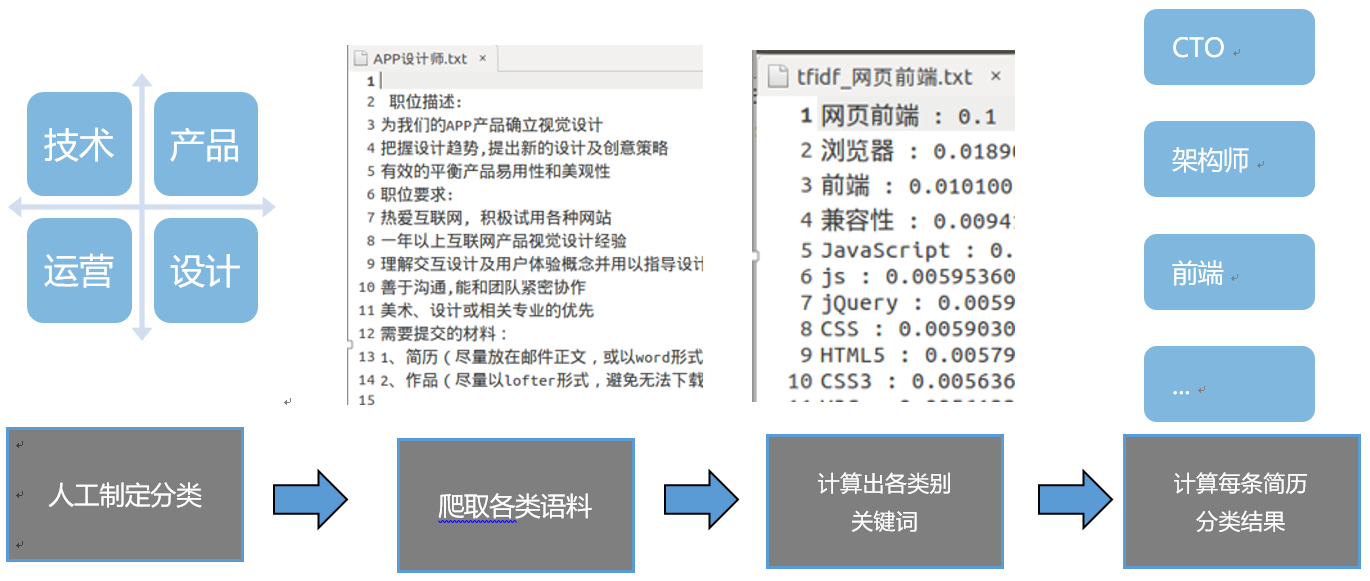 技术
产品
运营
设计
APP设计师.txt ×
1
2 职位描述:
3 为我们的APP产品确立视觉设计
4 把握设计趋势,提出新的设计及创意策略
5 有效的平衡产品易用性和美观性
6 职位要求:
7 热爱互联网, 积极试用各种网站
8 一年以上互联网产品视觉设计经验
9 理解交互设计及用户体验概念并用以指导设计
10 善于沟通,能和团队紧密协作
11 美术、设计或相关专业的优先
12 需要提交的材料：
13 1、简历（尽量放在邮件正文，或以word形式
14 2、作品（尽量以lofter形式，避免无法下载
15
tfidf_网页前端.txt ×
1 网页前端 : 0.1
2 浏览器 : 0.0189
3 前端 : 0.010100
4 兼容性 : 0.0094
5 JavaScript : 0.
6 js : 0.00595360
7 jQuery : 0.0059
8 CSS : 0.0059030
9 HTML5 : 0.00579
10 CSS3 : 0.005636
CTO
架构师
前端
...
人工制定分类
爬取各类语料
计算出各类别
关键词
计算每条简历
分类结果